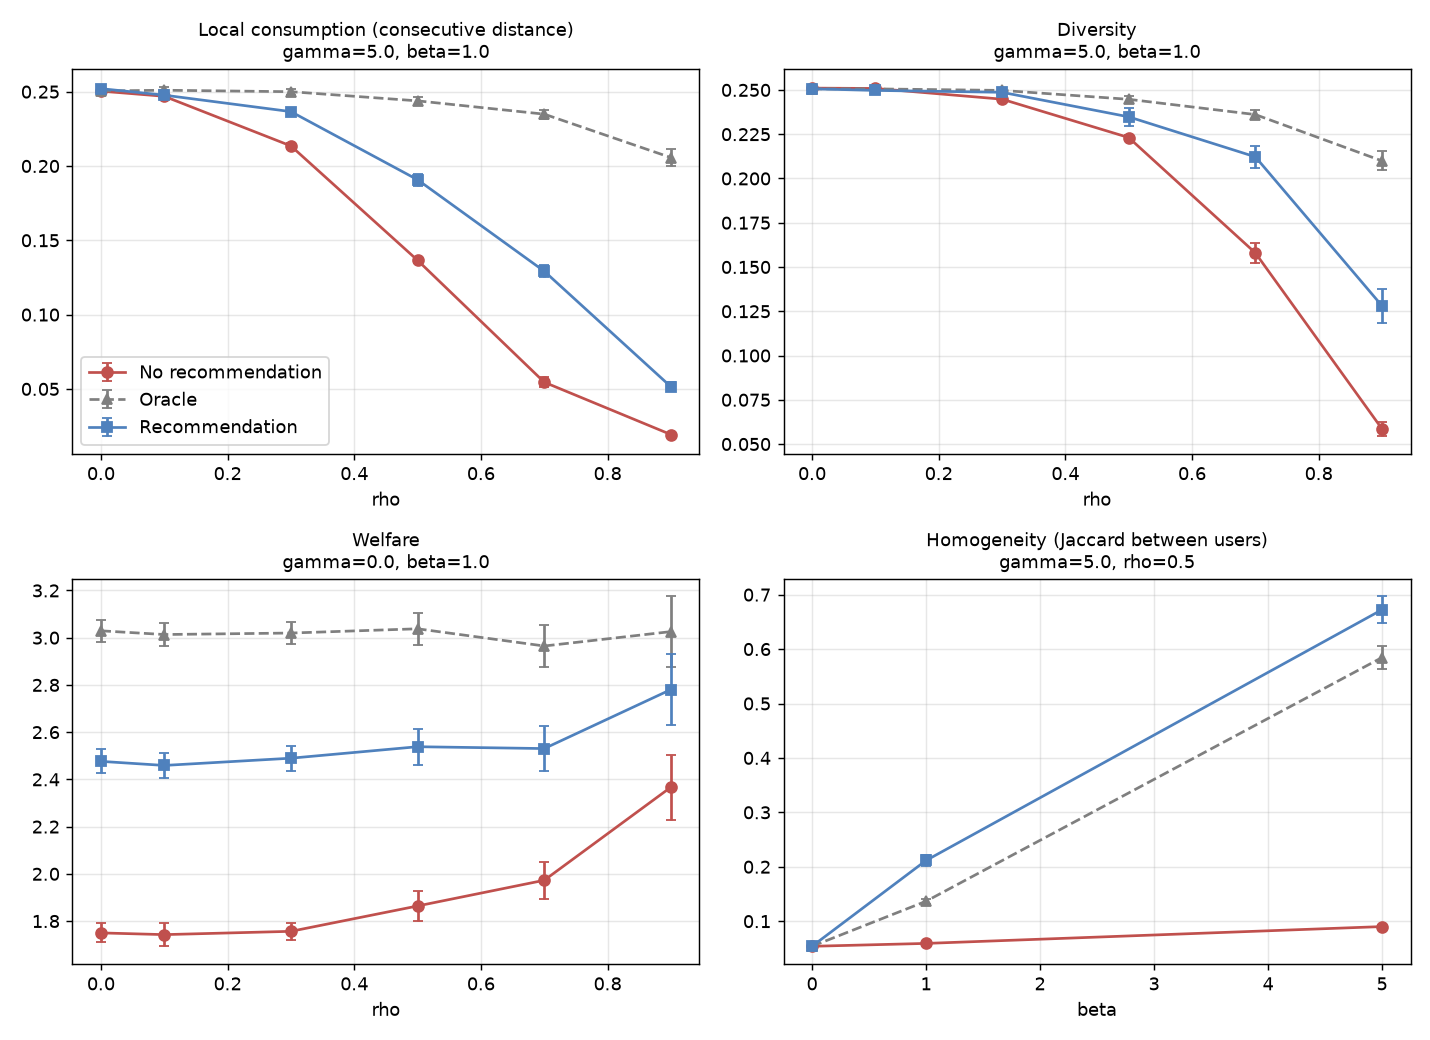 Local consumption (consecutive distance)
gamma=5.0, beta=1.0
0.25
0.20
0.15
0.10
0.05
No recommendation
Oracle
Recommendation
0.0 0.2 0.4 0.6 0.8
rho
Diversity
gamma=5.0, beta=1.0
0.250
0.225
0.200
0.175
0.150
0.125
0.100
0.075
0.050
0.0 0.2 0.4 0.6 0.8
rho
Welfare
gamma=0.0, beta=1.0
3.2
3.0
2.8
2.6
2.4
2.2
2.0
1.8
0.0 0.2 0.4 0.6 0.8
rho
Homogeneity (Jaccard between users)
gamma=5.0, rho=0.5
0.7
0.6
0.5
0.4
0.3
0.2
0.1
0 1 2 3 4 5
beta